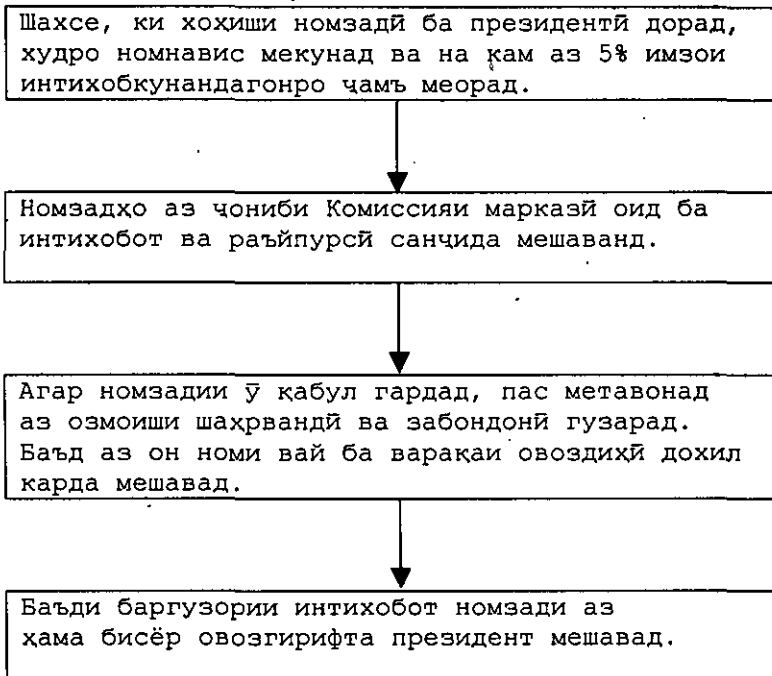 Шахсе, ки хоҳиши номзадӣ ба президентӣ дорад,
худро номнавис мекунад ва на кам аз 5% имзои
интихобкунандагонро ҷамъ меорад.
Номзадҳо аз ҷониби Комиссияи марказӣ оид ба
интихобот ва раъйпурсӣ санҷида мешаванд.
Агар номзадии ӯ қабул гардад, пас метавонад
аз озмоиши шаҳрвандӣ ва забондонӣ гузарад.
Баъд аз он номи вай ба варақаи овоздиҳӣ дохил
карда мешавад.
Баъди баргузории интихобот номзади аз
ҳама бисёр овозгирифта президент мешавад.